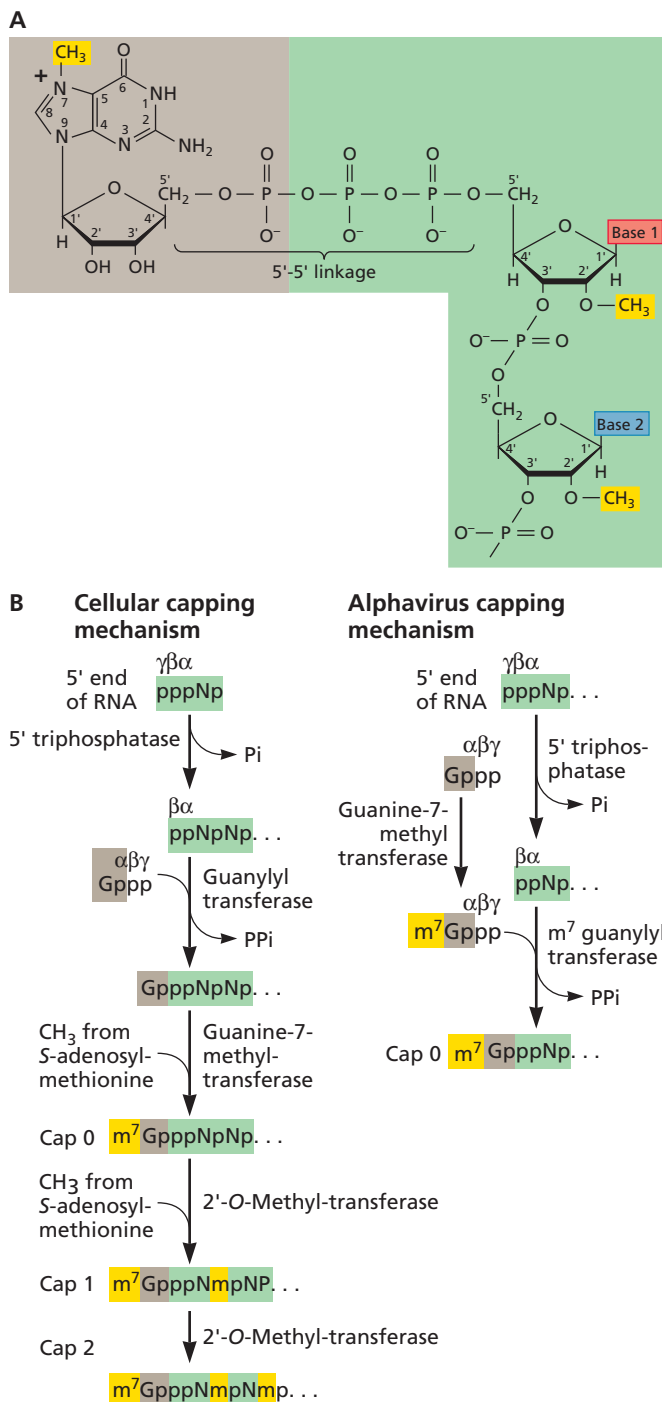 A
CH3
O
+
N
7
5
6
1
NH
8
9
N
4
3
N
2
NH2
O
O
O
5'
O
CH2
O
P
O
P
O
P
O
CH2
5'
1'
4'
O-
O-
O-
O
Base 1
H
2'
3'
4'
1'
OH
OH
5'-5' linkage
H
3'
2'
H
O
O
CH3
O-
P
O
O
5'
CH2
O
Base 2
4'
1'
H
3'
2'
H
O
O
CH3
O-
P
O
B
Cellular capping
mechanism
γβα
5' end
of RNA
pppNp
5' triphosphatase
Pi
βα
ppNpNp. . .
αβγ
Gppp
Guanylyl
transferase
PPi
GpppNpNp. . .
CH3 from
S-adenosyl-
methionine
Guanine-7-
methyl-
transferase
Cap 0
m7GpppNpNp. . .
CH3 from
S-adenosyl-
methionine
2'-O-Methyl-transferase
Cap 1
m7GpppNmpNP. . .
2'-O-Methyl-transferase
Cap 2
m7GpppNmpNmp. . .
Alphavirus capping
mechanism
γβα
5' end
of RNA
pppNp. . .
αβγ
Gppp
5' triphos-
phatase
Pi
Guanine-7-
methyl
transferase
βα
ppNp. . .
αβγ
m7Gppp
m7 guanylyl
transferase
PPi
Cap 0
m7 GpppNp. . .